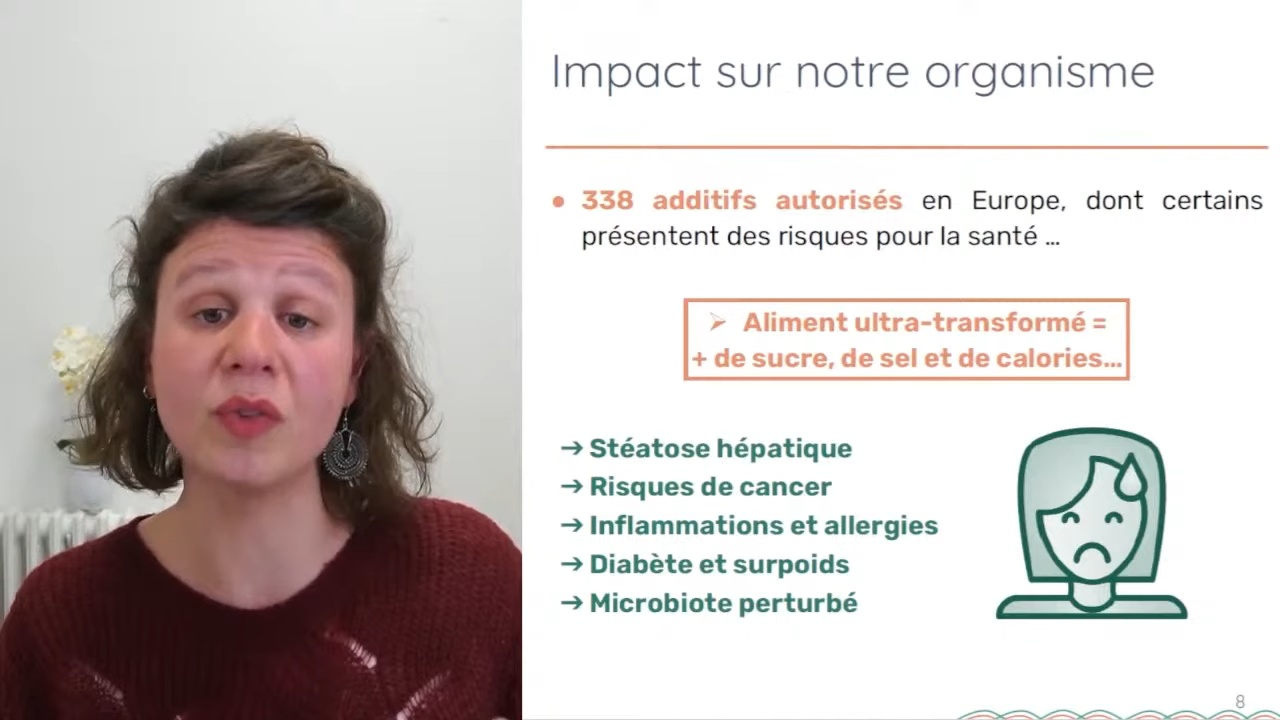 Impact sur notre organisme
• 338 additifs autorisés en Europe, dont certains
présentent des risques pour la santé ...
➢ Aliment ultra-transformé =
+ de sucre, de sel et de calories...
→ Stéatose hépatique
→ Risques de cancer
→ Inflammations et allergies
→ Diabète et surpoids
→ Microbiote perturbé
8